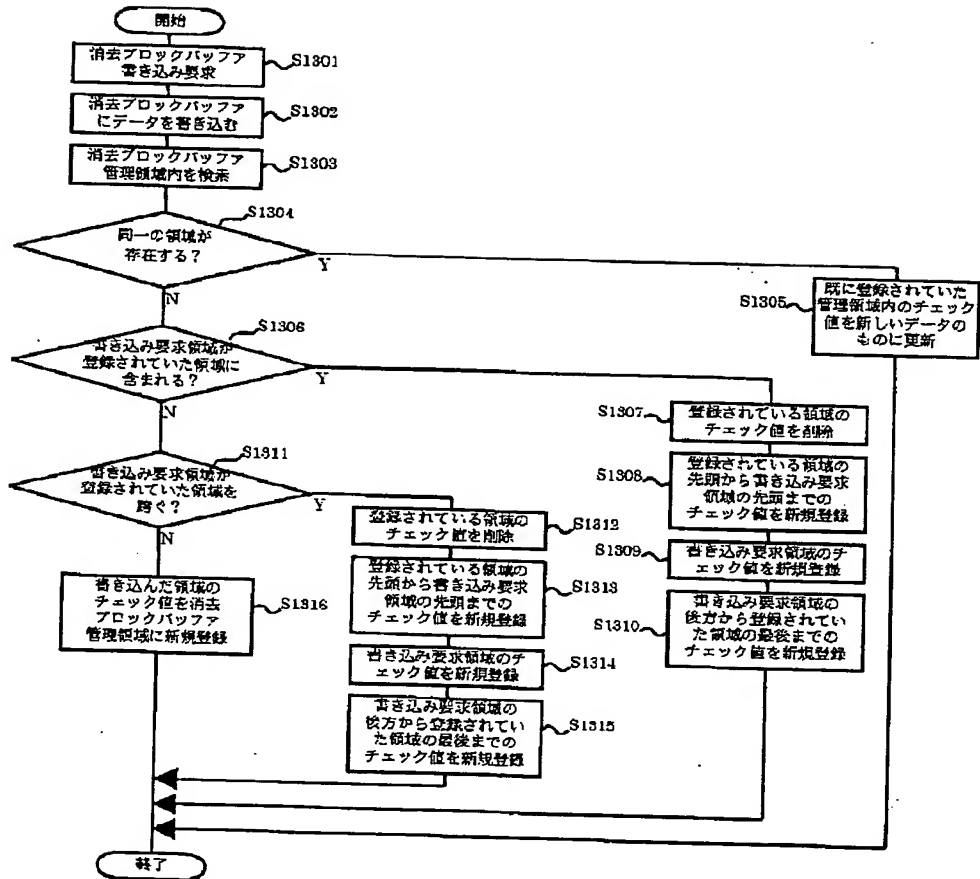 開始
消去ブロックバッファ
書き込み要求
S1301
消去ブロックバッファ
にデータを書き込む
S1302
消去ブロックバッファ
管理領域内を検索
S1303
S1304
同一の領域が
存在する?
Y
N
S1305
既に登録されていた
管理領域内のチェック
値を新しいデータの
ものに更新
S1306
書き込み要求領域が
登録されていた領域に
含まれる?
Y
N
S1307
登録されている領域の
チェック値を削除
S1308
登録されている領域の
先頭から書き込み要求
領域の先頭までの
チェック値を新規登録
S1309
書き込み要求領域のチ
ェック値を新規登録
S1310
書き込み要求領域の
後方から登録されてい
た領域の最後までの
チェック値を新規登録
S1311
書き込み要求領域が
登録されていた領域を
跨ぐ?
Y
N
登録されている領域の
チェック値を削除
S1312
登録されている領域の
先頭から書き込み要求
領域の先頭までの
チェック値を新規登録
S1313
書き込み要求領域のチ
ェック値を新規登録
S1314
書き込み要求領域の
後方から登録されてい
た領域の最後までの
チェック値を新規登録
S1315
書き込んだ領域の
チェック値を消去
ブロックバッファ
管理領域に新規登録
S1316
終了